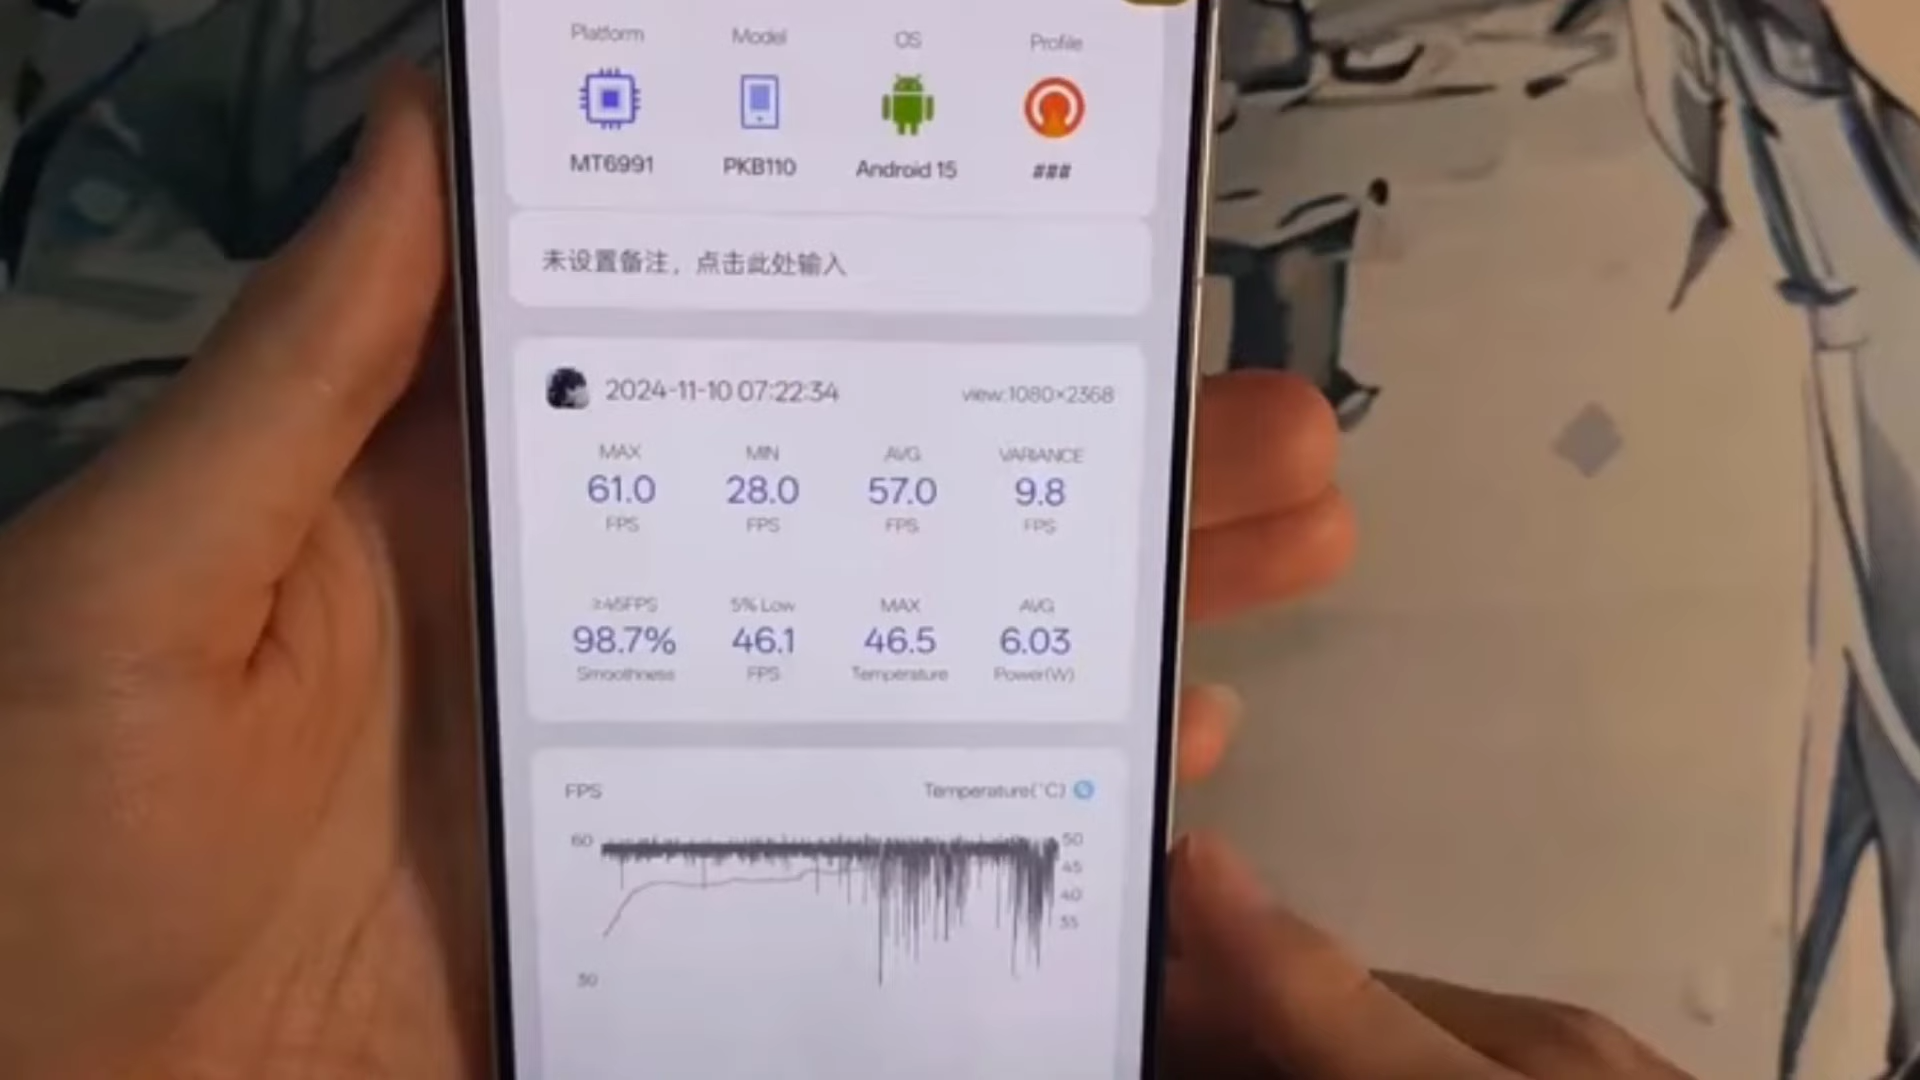 Platform Model OS Profile
MT6991 PKB110 Android 15 ###
未设置备注，点击此处输入
2024-11-10 07:22:34 view:1080×2368
MAX MIN AVG VARIANCE
61.0 28.0 57.0 9.8
FPS FPS FPS FPS
≥45FPS 5% Low MAX AVG
98.7% 46.1 46.5 6.03
Smoothness FPS Temperature Power(W)
FPS Temperature(°C)
60 50
45
40
35
30